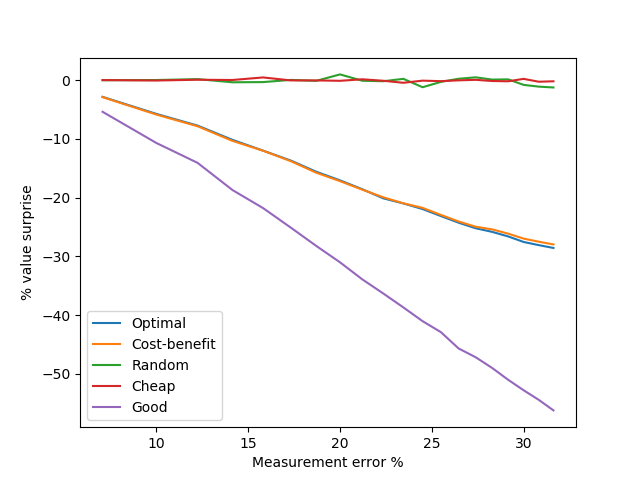 0
−10
−20
−30
−40
−50
% value surprise
Optimal
Cost-benefit
Random
Cheap
Good
10
15
20
25
30
Measurement error %